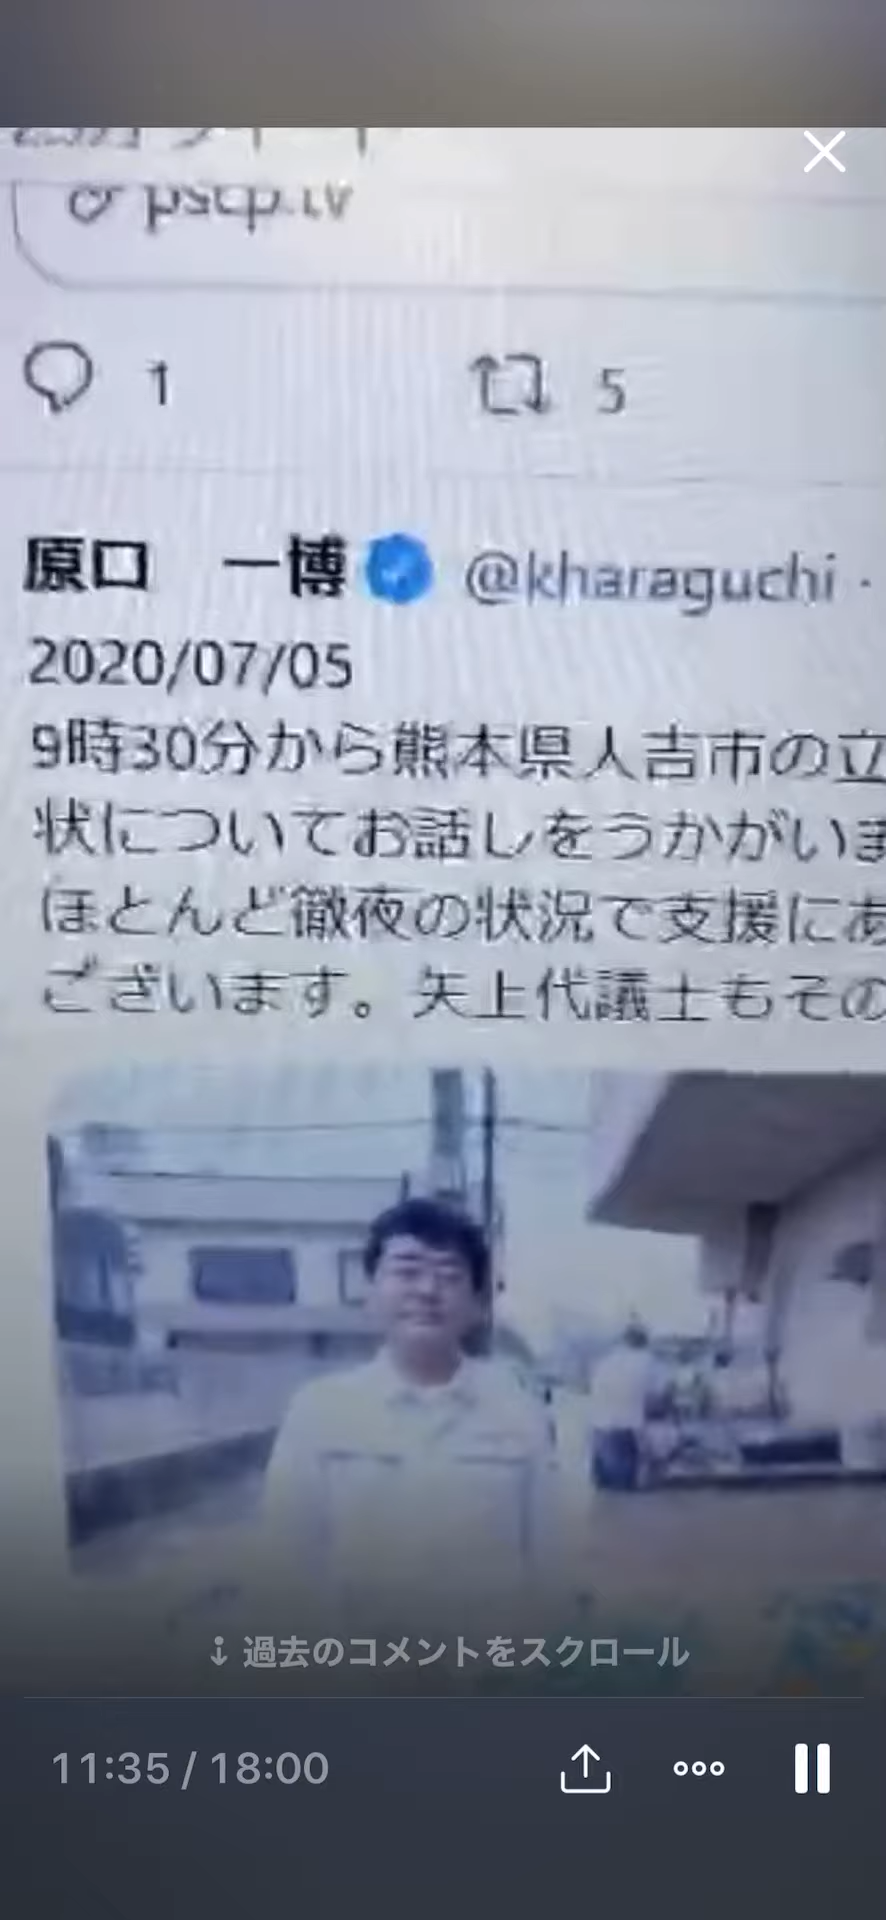 pscp.tv
1 5
原口 一博 @kharaguchi ·
2020/07/05
9時30分から熊本県人吉市の立
状についてお話しをうかがいま
ほとんど徹夜の状況で支援にあ
ございます。矢上代議士もその
過去のコメントをスクロール
11:35 / 18:00